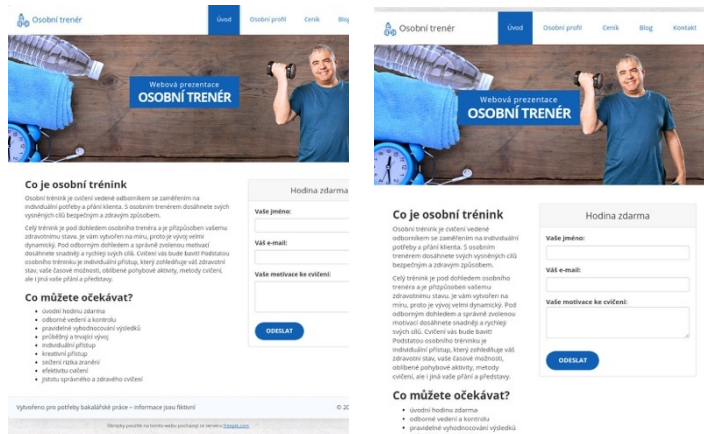 Osobní trenér
Úvod
Osobní profil
Ceník
Blog
Webová prezentace
OSOBNÍ TRENÉR
Co je osobní trénink
Osobní trénink je cvičení vedené odborníkem se zaměřením na
individuální potřeby a přání klienta. S osobním trenérem dosáhnete svých
vysněných cílů bezpečným a zdravým způsobem.
Celý trénink je pod dohledem osobního trenéra a je přizpůsoben vašemu
zdravotnímu stavu. Je vám vytvořen na míru, proto je vývoj velmi
dynamický. Pod odborným dohledem a správně zvolenou motivací
dosáhnete snadněji a rychleji svých cílů. Cvičení vás bude bavit! Podstatou
osobního tréninku je individuální přístup, který zohledňuje váš zdravotní
stav, vaše časové možnosti, oblíbené pohybové aktivity, metody cvičení,
ale i jiná vaše přání a představy.
Co můžete očekávat?
úvodní hodinu zdarma
odborné vedení a kontrolu
pravidelné vyhodnocování výsledků
průběžný a trvající vývoj
individuální přístup
kreativní přístup
snížení rizika zranění
efektivitu cvičení
jistotu správného a zdravého cvičení
Hodina zdarma
Vaše jméno:
Váš e-mail:
Vaše motivace ke cvičení:
ODESLAT
Vytvořeno pro potřeby bakalářské práce – informace jsou fiktivní
© 20
Obrázky použité na tomto webu pocházejí ze serveru freepik.com
Osobní trenér
Úvod
Osobní profil
Ceník
Blog
Kontakt
Webová prezentace
OSOBNÍ TRENÉR
Co je osobní trénink
Osobní trénink je cvičení vedené
odborníkem se zaměřením na individuální
potřeby a přání klienta. S osobním
trenérem dosáhnete svých vysněných cílů
bezpečným a zdravým způsobem.
Celý trénink je pod dohledem osobního
trenéra a je přizpůsoben vašemu
zdravotnímu stavu. Je vám vytvořen na
míru, proto je vývoj velmi dynamický. Pod
odborným dohledem a správně zvolenou
motivací dosáhnete snadněji a rychleji
svých cílů. Cvičení vás bude bavit!
Podstatou osobního tréninku je
individuální přístup, který zohledňuje váš
zdravotní stav, vaše časové možnosti,
oblíbené pohybové aktivity, metody
cvičení, ale i jiná vaše přání a představy.
Co můžete očekávat?
úvodní hodinu zdarma
odborné vedení a kontrolu
pravidelné vyhodnocování výsledků
Hodina zdarma
Vaše jméno:
Váš e-mail:
Vaše motivace ke cvičení:
ODESLAT